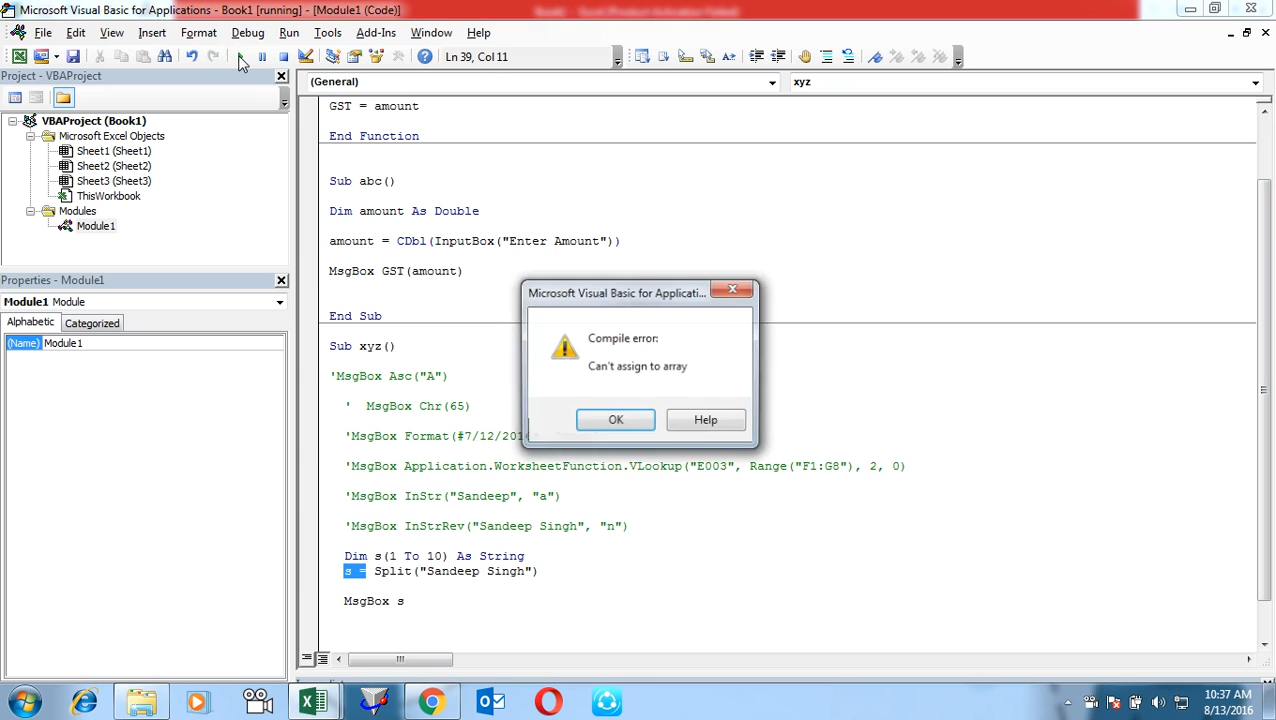 Microsoft Visual Basic for Applications - Book1 [running] - [Module1 (Code)]
File Edit View Insert Format Debug Run Tools Add-Ins Window Help
Ln 39, Col 11
Project - VBAProject
(General)
xyz
VBAProject (Book1)
Microsoft Excel Objects
Sheet1 (Sheet1)
Sheet2 (Sheet2)
Sheet3 (Sheet3)
ThisWorkbook
Modules
Module1
Properties - Module1
Module1 Module
Alphabetic Categorized
(Name) Module1
GST = amount
End Function
Sub abc()
Dim amount As Double
amount = CDbl(InputBox("Enter Amount"))
MsgBox GST(amount)
End Sub
Sub xyz()
'MsgBox Asc("A")
' MsgBox Chr(65)
'MsgBox Format(#7/12/201
'MsgBox Application.WorksheetFunction.VLookup("E003", Range("F1:G8"), 2, 0)
'MsgBox InStr("Sandeep", "a")
'MsgBox InStrRev("Sandeep Singh", "n")
Dim s(1 To 10) As String
s = Split("Sandeep Singh")
MsgBox s
Microsoft Visual Basic for Applicati...
Compile error:
Can't assign to array
OK
Help
10:37 AM
8/13/2016